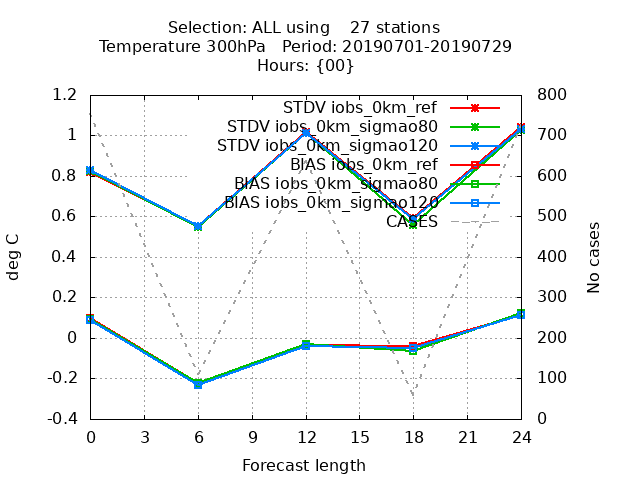 Selection: ALL using    27 stations
Temperature 300hPa   Period: 20190701-20190729
Hours: {00}
1.2
1
0.8
0.6
0.4
0.2
0
-0.2
-0.4
deg C
STDV iobs_0km_ref
STDV iobs_0km_sigmao80
STDV iobs_0km_sigmao120
BIAS iobs_0km_ref
BIAS iobs_0km_sigmao80
BIAS iobs_0km_sigmao120
CASES
800
700
600
500
400
300
200
100
0
No cases
0 3 6 9 12 15 18 21 24
Forecast length